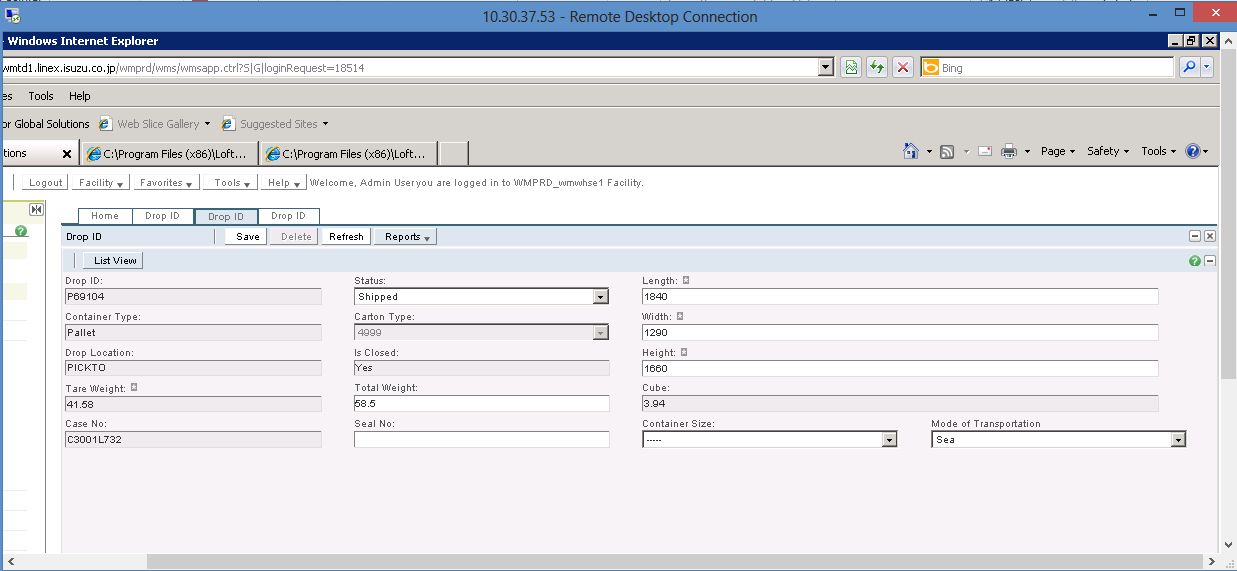 10.30.37.53 - Remote Desktop Connection
- Windows Internet Explorer
wmtd1.linex.isuzu.co.jp/wmprd/wms/wmsapp.ctrl?S|G|loginRequest=18514
Bing
es Tools Help
or Global Solutions Web Slice Gallery Suggested Sites
tions C:\Program Files (x86)\Loft... C:\Program Files (x86)\Loft... Page Safety Tools
Logout Facility Favorites Tools Help Welcome, Admin User you are logged in to WMPRD_wmwhse1 Facility.
Home Drop ID Drop ID Drop ID
Drop ID Save Delete Refresh Reports
List View
Drop ID: Status: Length:
P69104 Shipped 1840
Container Type: Carton Type: Width:
Pallet 4999 1290
Drop Location: Is Closed: Height:
PICKTO Yes 1660
Tare Weight: Total Weight: Cube:
41.58 58.5 3.94
Case No: Seal No: Container Size: Mode of Transportation
C3001L732 ----- Sea